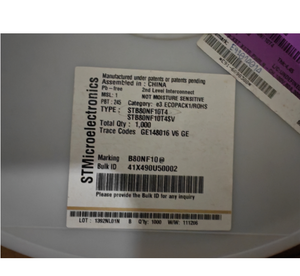 STMicroelectronics
Manufactured under patents or patents pending
Assembled in: CHINA
Pb-free 2nd Level Interconnect
MSL: 1 NOT MOISTURE SENSITIVE
PBT: 245 Category: e3 ECOPACK1/ROHS
TYPE: STB80NF10T4
STB80NF10T4$V
Total Qty: 1,000
Trace Codes GE148016 V6 GE
Marking B80NF10@
Bulk ID 41X490U50002
Please provide the bulk ID for any inquiry